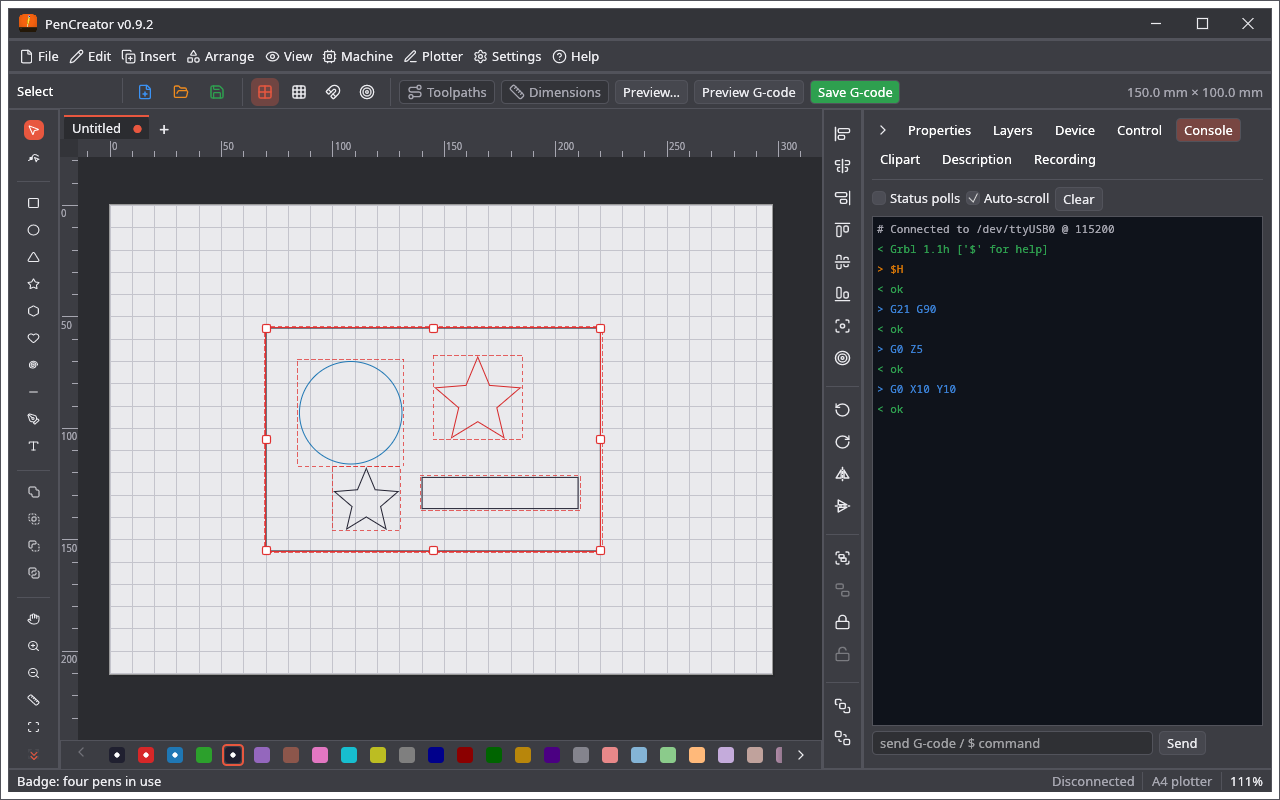 PenCreator v0.9.2
File Edit Insert Arrange View Machine Plotter Settings Help
Select Toolpaths Dimensions Preview... Preview G-code Save G-code 150.0 mm × 100.0 mm
Untitled +
0 50 100 150 200 250 300
0
50
100
150
200
Properties Layers Device Control Console
Clipart Description Recording
Status polls Auto-scroll Clear
# Connected to /dev/ttyUSB0 @ 115200
< Grbl 1.1h ['$' for help]
> $H
< ok
> G21 G90
< ok
> G0 Z5
< ok
> G0 X10 Y10
< ok
send G-code / $ command Send
Badge: four pens in use Disconnected A4 plotter 111%